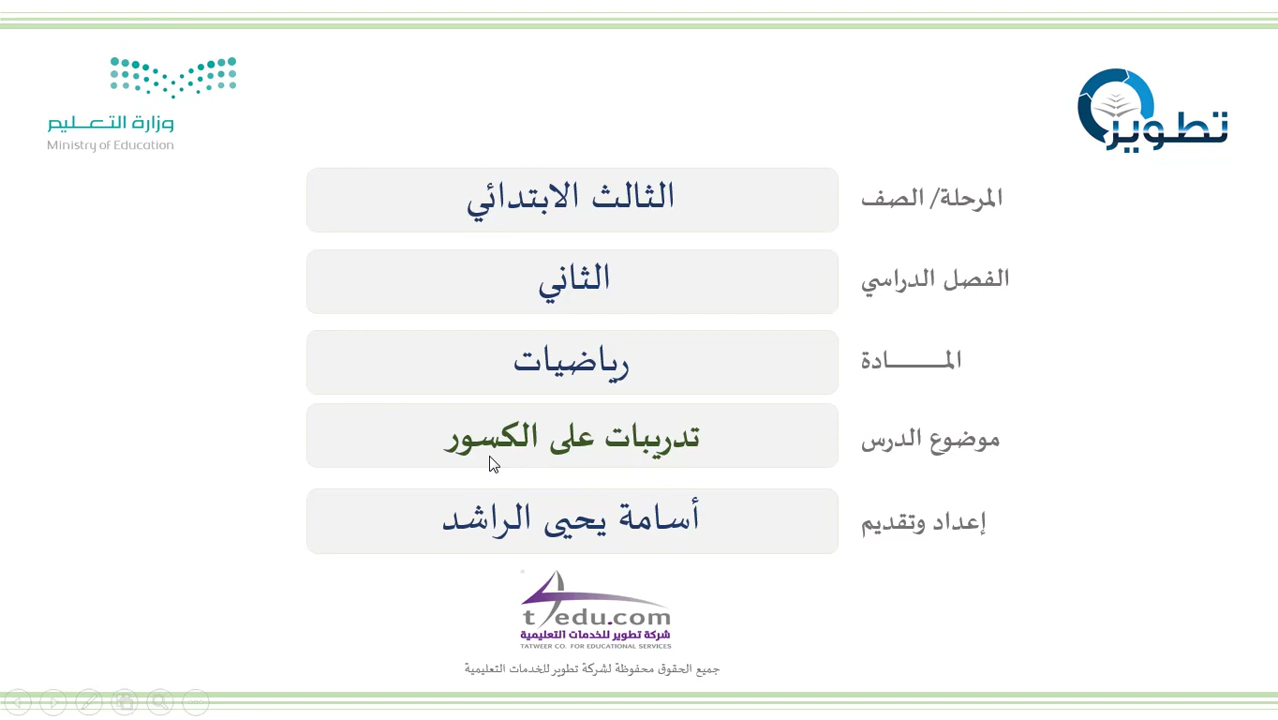 وزارة التعليم
Ministry of Education
تطوير
المرحلة/ الصف
الثالث الابتدائي
الفصل الدراسي
الثاني
المـــــــــادة
رياضيات
موضوع الدرس
تدريبات على الكسور
إعداد وتقديم
أسامة يحيى الراشد
t4edu.com
شركة تطوير للخدمات التعليمية
TATWEER CO. FOR EDUCATIONAL SERVICES
جميع الحقوق محفوظة لشركة تطوير للخدمات التعليمية